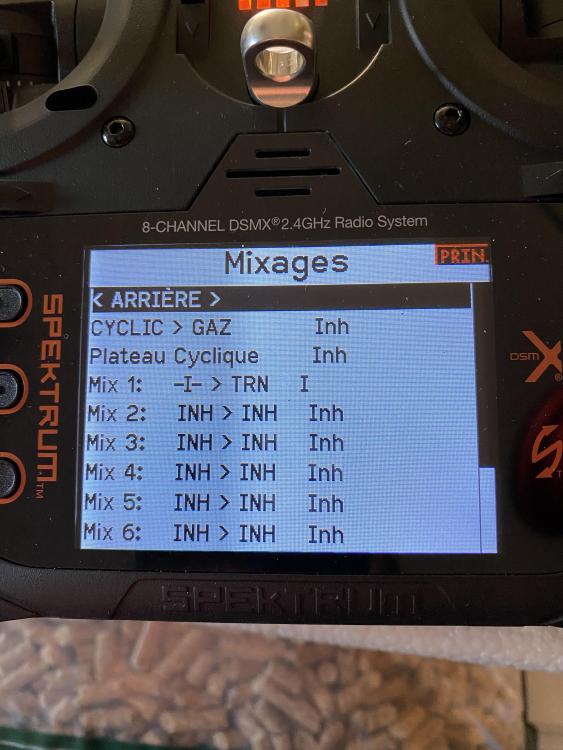 8-CHANNEL DSMX® 2.4GHz Radio System
Mixages
PRIN.
< ARRIÈRE >
CYCLIC > GAZ Inh
Plateau Cyclique Inh
Mix 1: -I- > TRN I
Mix 2: INH > INH Inh
Mix 3: INH > INH Inh
Mix 4: INH > INH Inh
Mix 5: INH > INH Inh
Mix 6: INH > INH Inh
SPEKTRUM™
DSMX®
SPEKTRUM